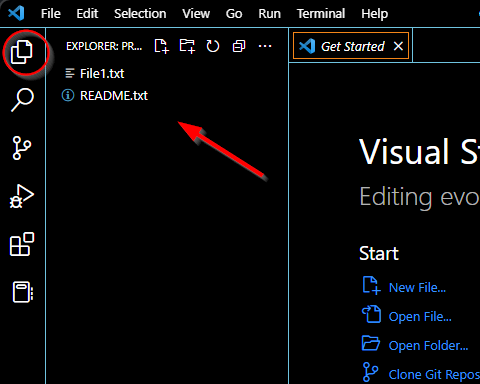 File Edit Selection View Go Run Terminal Help
EXPLORER: PR...
Get Started
File1.txt
README.txt
Visual St
Editing evo
Start
New File...
Open File...
Open Folder...
Clone Git Repos